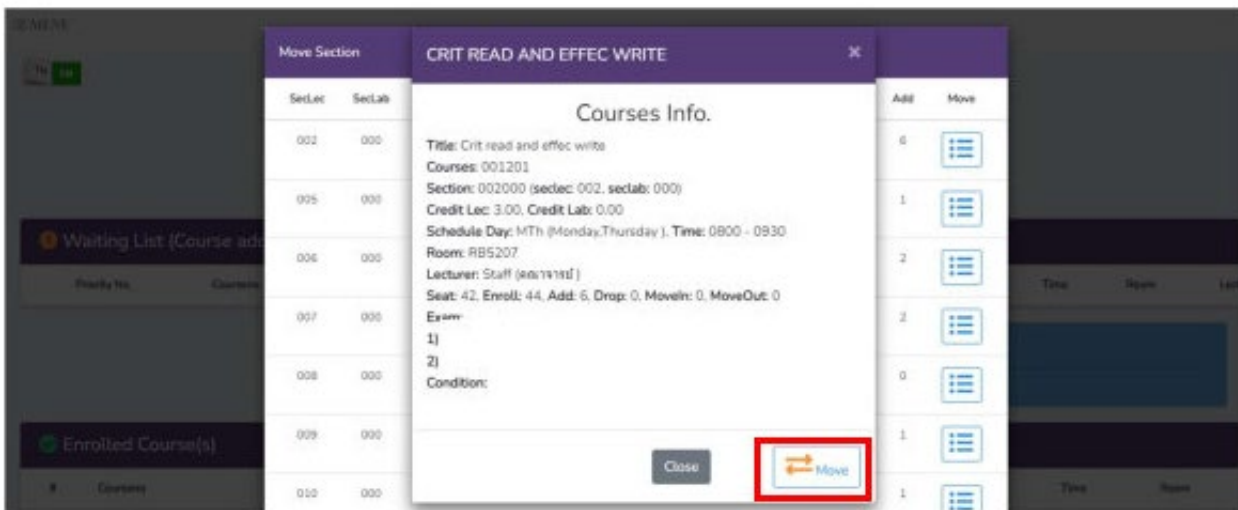 Move Section
CRIT READ AND EFFEC WRITE ×
SecLec SecLab Add Move
Courses Info.
002 000 6
Title: Crit read and effec write
Courses: 001201
Section: 002000 (seclec: 002, seclab: 000)
005 000 1
Credit Lec: 3.00, Credit Lab: 0.00
Schedule Day: MTh (Monday,Thursday ), Time: 0800 - 0930
Waiting List (Course add
Room: RB5207
006 000 2
Lecturer: Staff (คณาจารย์ )
Priority No. Courses Time Room
Seat: 42, Enroll: 44, Add: 6, Drop: 0, MoveIn: 0, MoveOut: 0
007 000 2
Exam:
1)
2)
008 000 0
Condition:
009 000 1
Enrolled Course(s)
Close Move
# Courses Time Room
010 000 1